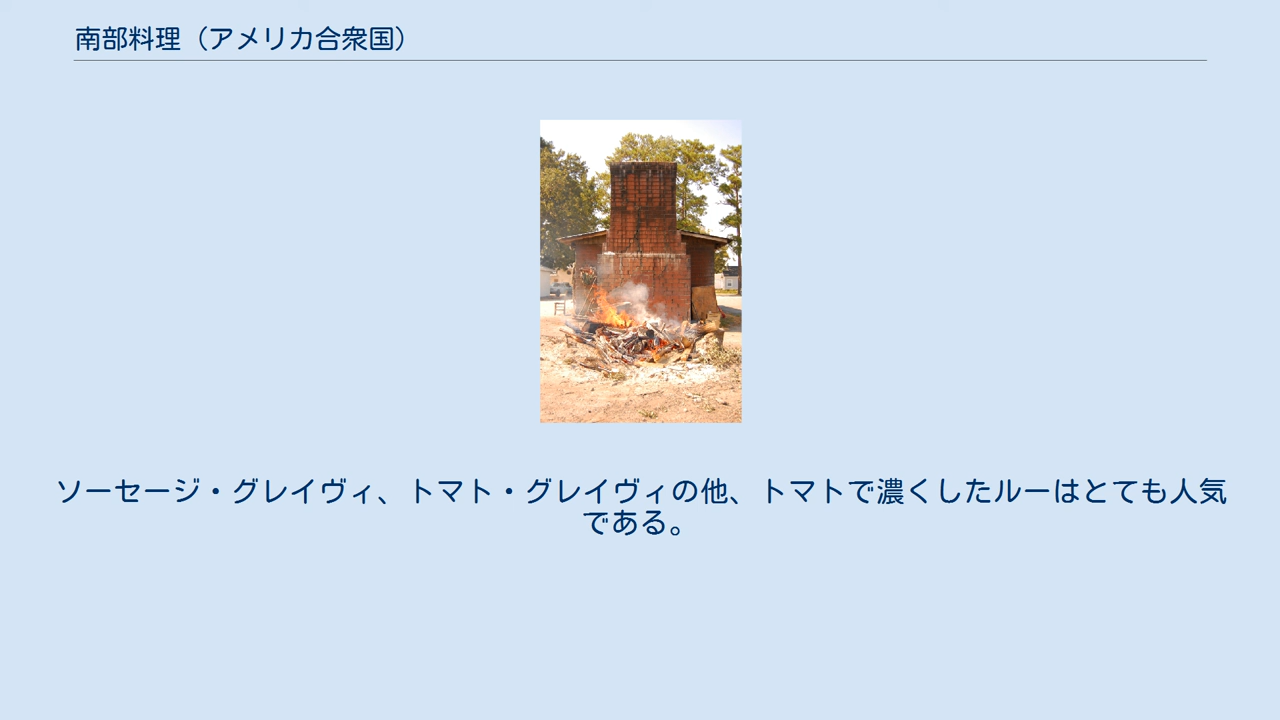 南部料理（アメリカ合衆国）
ソーセージ・グレイヴィ、トマト・グレイヴィの他、トマトで濃くしたルーはとても人気
である。